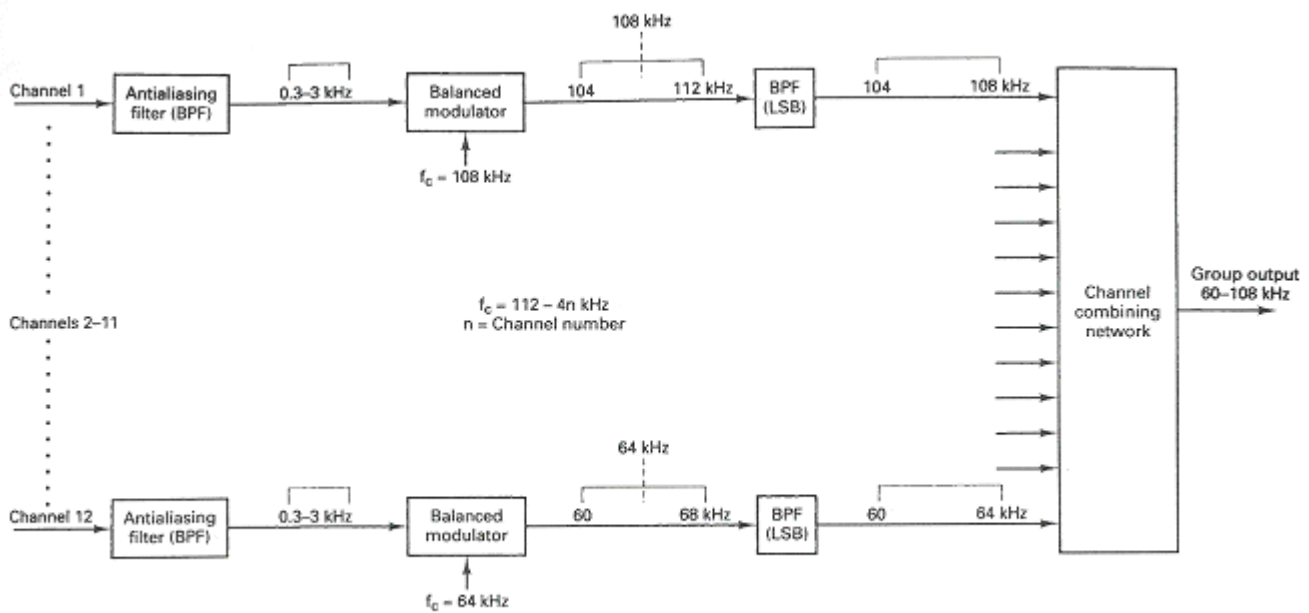 108 kHz
Channel 1
Antialiasing
filter (BPF)
0.3–3 kHz
Balanced
modulator
104
112 kHz
BPF
(LSB)
104
108 kHz
f_c = 108 kHz
Channels 2–11
f_c = 112 – 4n kHz
n = Channel number
Channel
combining
network
Group output
60–108 kHz
64 kHz
Channel 12
Antialiasing
filter (BPF)
0.3–3 kHz
Balanced
modulator
60
68 kHz
BPF
(LSB)
60
64 kHz
f_c = 64 kHz